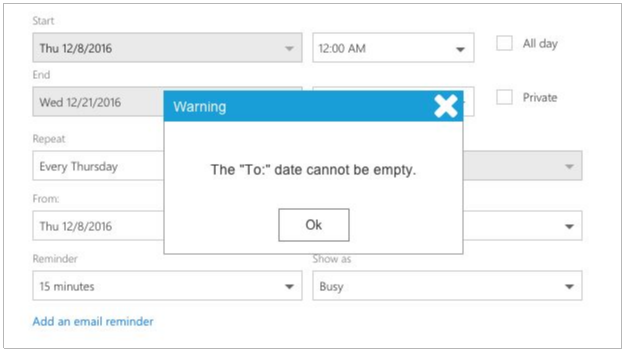 Start
Thu 12/8/2016
12:00 AM
All day
End
Wed 12/21/2016
Private
Warning
Repeat
The "To:" date cannot be empty.
Every Thursday
From:
Ok
Thu 12/8/2016
Reminder
Show as
15 minutes
Busy
Add an email reminder